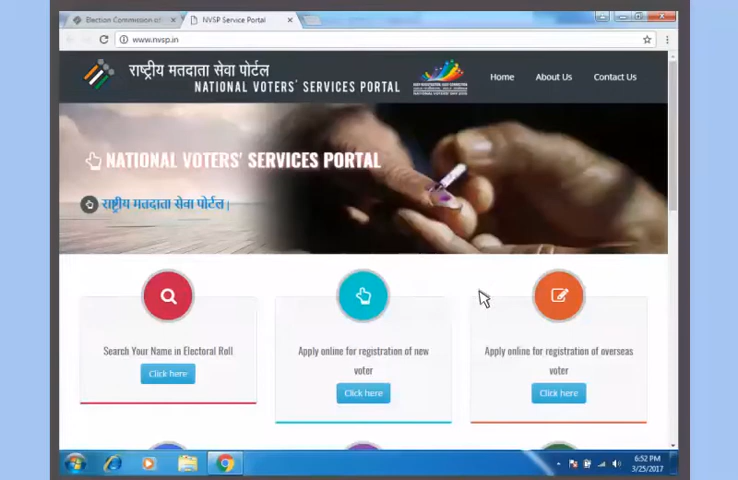 Election Commission of
NVSP Service Portal
www.nvsp.in
राष्ट्रीय मतदाता सेवा पोर्टल
NATIONAL VOTERS' SERVICES PORTAL
Home
About Us
Contact Us
NATIONAL VOTERS' SERVICES PORTAL
राष्ट्रीय मतदाता सेवा पोर्टल|
Search Your Name in Electoral Roll
Click here
Apply online for registration of new
voter
Click here
Apply online for registration of overseas
voter
Click here
6:52 PM
3/25/2017